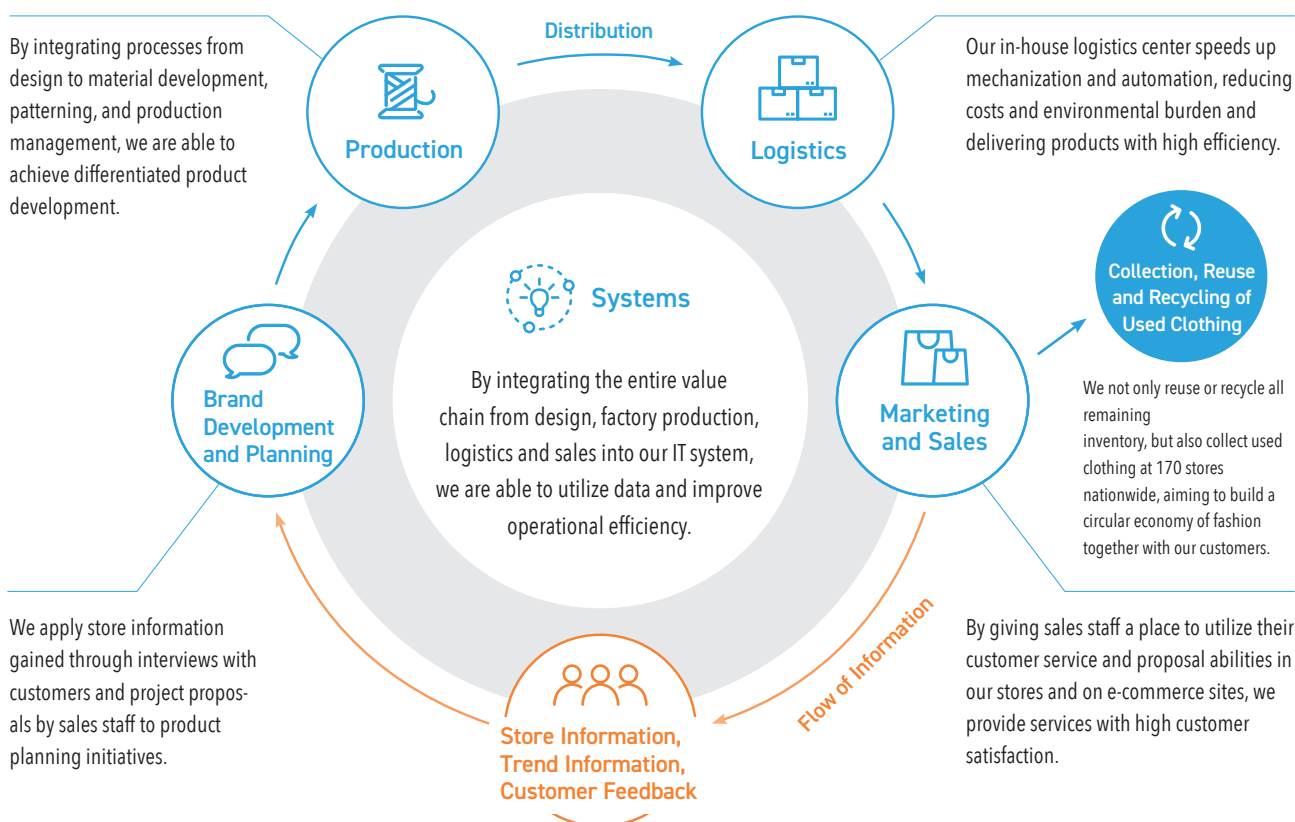 By integrating processes from
design to material development,
patterning, and production
management, we are able to
achieve differentiated product
development.
Production
Distribution
Logistics
Our in-house logistics center speeds up
mechanization and automation, reducing
costs and environmental burden and
delivering products with high efficiency.
Collection, Reuse
and Recycling of
Used Clothing
We not only reuse or recycle all
remaining
inventory, but also collect used
clothing at 170 stores
nationwide, aiming to build a
circular economy of fashion
together with our customers.
Systems
By integrating the entire value
chain from design, factory production,
logistics and sales into our IT system,
we are able to utilize data and improve
operational efficiency.
Brand
Development
and Planning
Marketing
and Sales
We apply store information
gained through interviews with
customers and project propos-
als by sales staff to product
planning initiatives.
Store Information,
Trend Information,
Customer Feedback
Flow of Information
By giving sales staff a place to utilize their
customer service and proposal abilities in
our stores and on e-commerce sites, we
provide services with high customer
satisfaction.